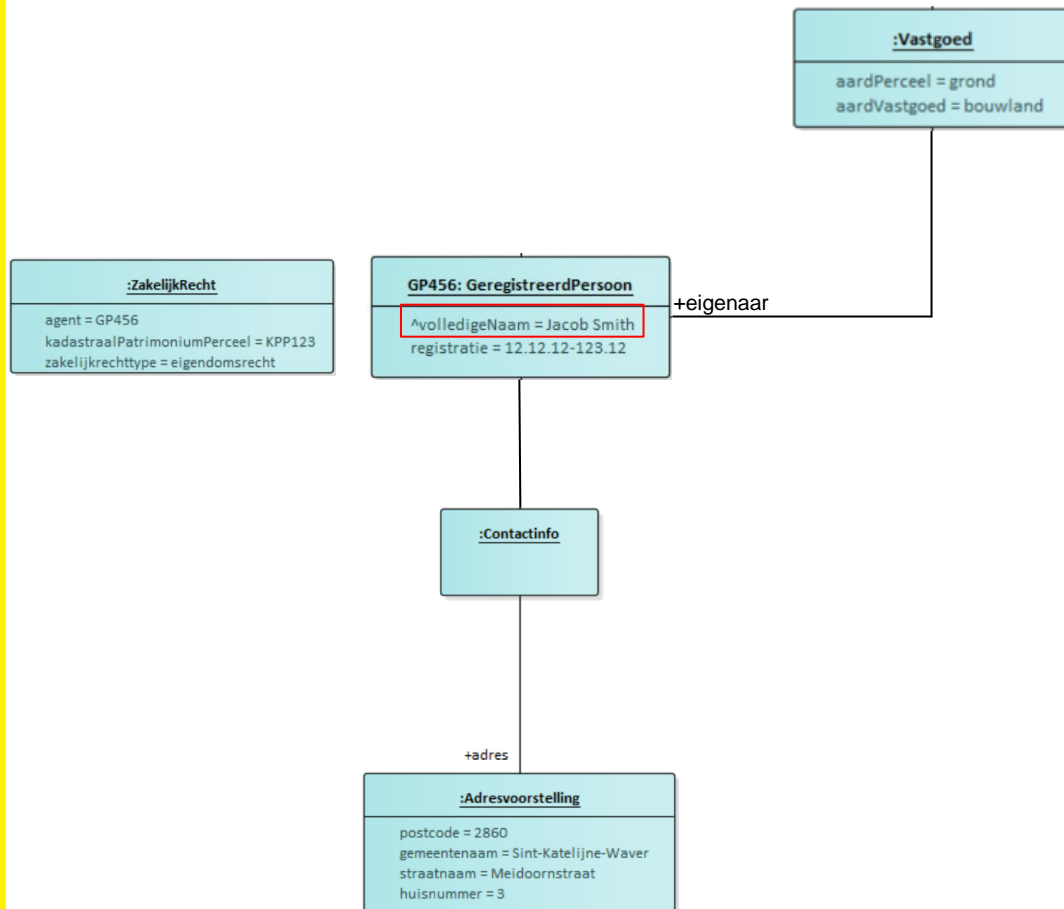 :Vastgoed
aardPerceel = grond
aardVastgoed = bouwland
:ZakelijkRecht
agent = GP456
kadastraalPatrimoniumPerceel = KPP123
zakelijkrechttype = eigendomsrecht
GP456: GeregistreerdPersoon
^volledigeNaam = Jacob Smith
registratie = 12.12.12-123.12
+eigenaar
:Contactinfo
+adres
:Adresvoorstelling
postcode = 2860
gemeentenaam = Sint-Katelijne-Waver
straatnaam = Meidoornstraat
huisnummer = 3